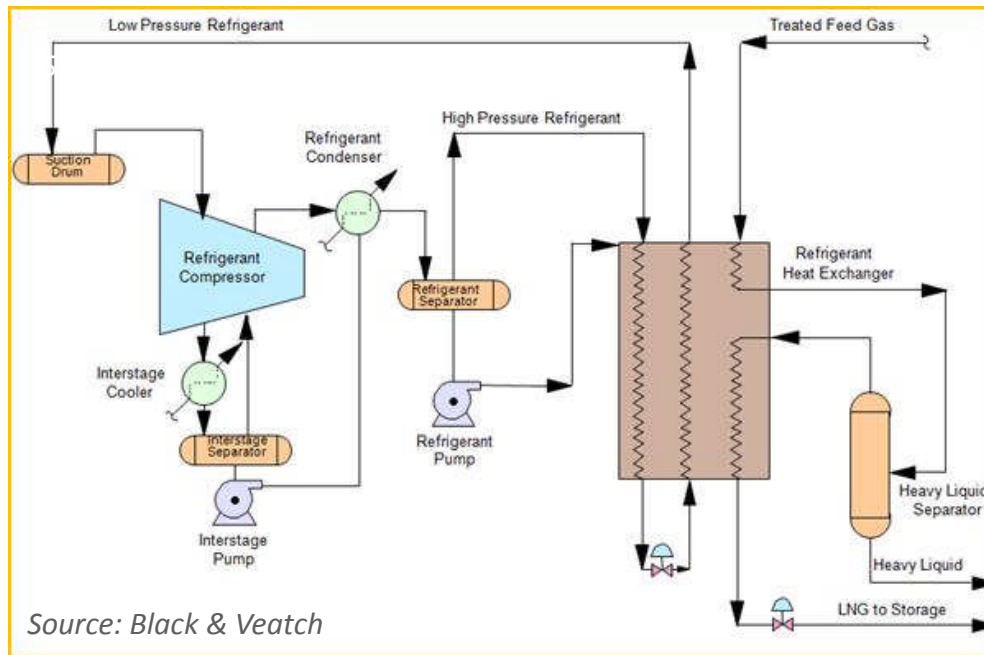 Low Pressure Refrigerant
Treated Feed Gas
High Pressure Refrigerant
Refrigerant
Condenser
Suction
Drum
Refrigerant
Compressor
Refrigerant
Separator
Refrigerant
Heat Exchanger
Interstage
Cooler
Interstage
Separator
Refrigerant
Pump
Interstage
Pump
Heavy Liquid
Separator
Heavy Liquid
LNG to Storage
Source: Black & Veatch